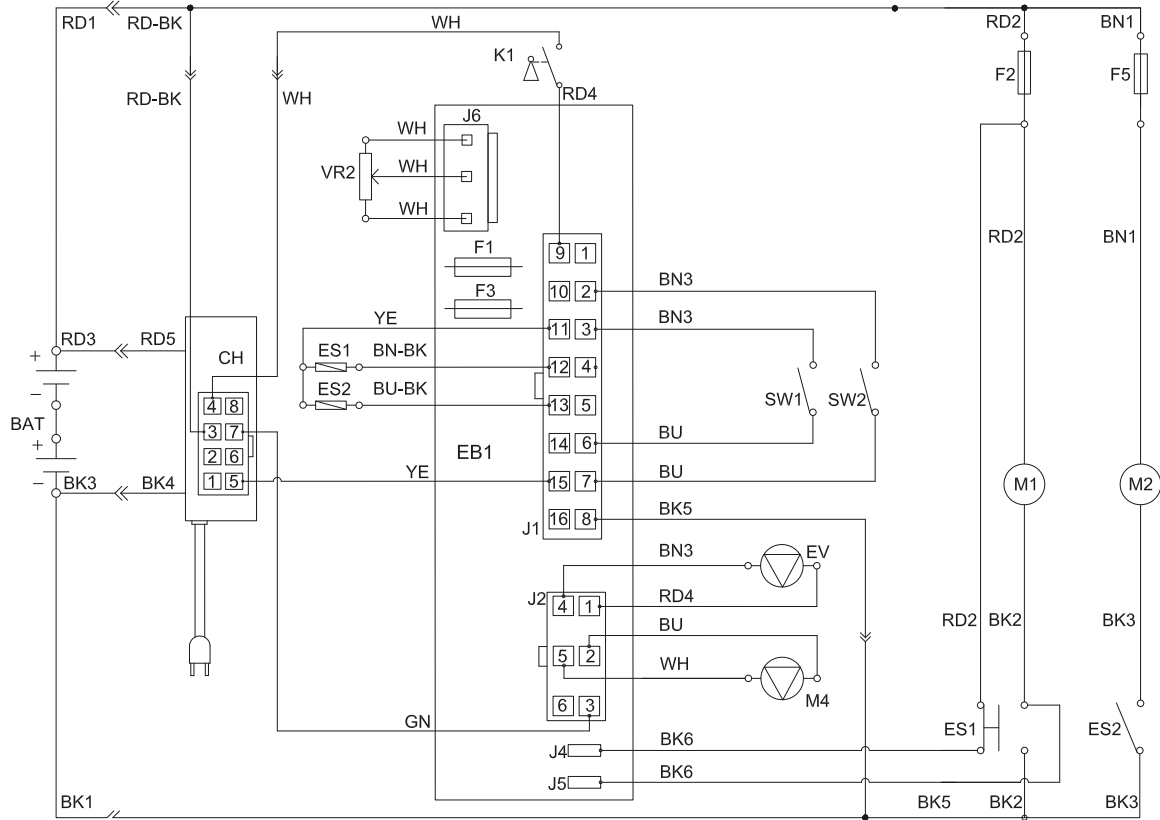 RD1 RD-BK WH RD2 BN1
K1 F2 F5
RD-BK WH RD4
J6
WH
VR2 WH
WH
RD2 BN1
F1
9 1
F3
10 2 BN3
YE 11 3 BN3
RD3 RD5
+ CH ES1 BN-BK 12 4
− 4 8 ES2 BU-BK 13 5 SW1 SW2
BAT 3 7
+ 2 6 EB1 14 6 BU
− BK3 BK4 1 5 YE 15 7 BU M1 M2
J1 16 8 BK5
BN3 EV
J2 4 1 RD4
RD2 BK2 BK3
5 2 BU
WH
M4
6 3
GN
ES1 ES2
J4 BK6
J5 BK6
BK1 BK5 BK2 BK3